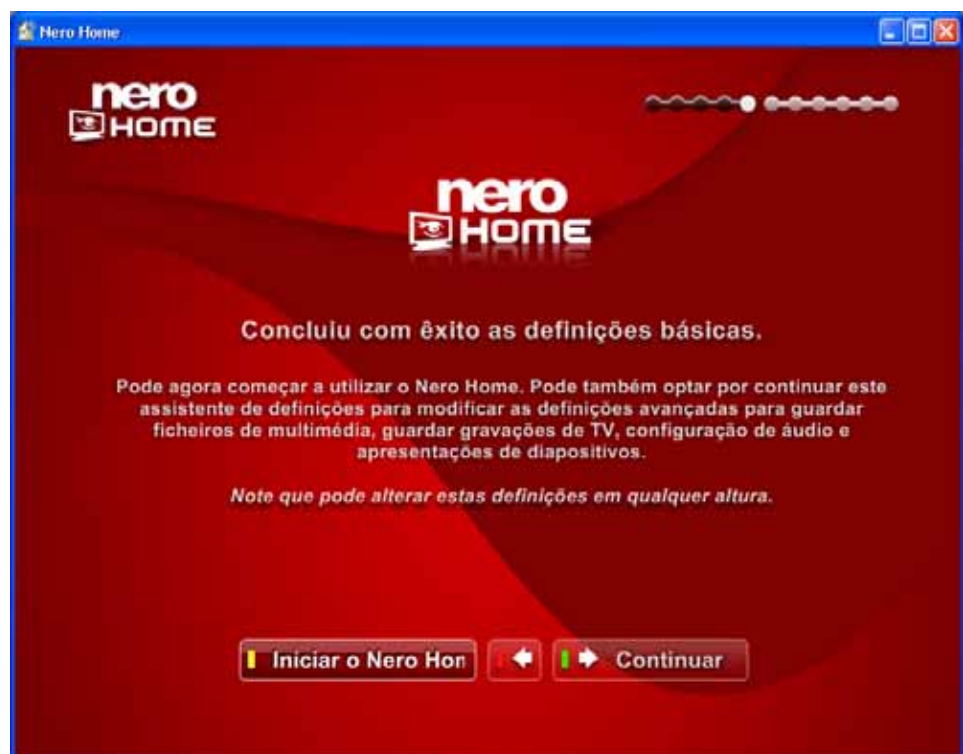 Nero Home
nero
HOME
nero
HOME
Concluiu com êxito as definições básicas.
Pode agora começar a utilizar o Nero Home. Pode também optar por continuar este
assistente de definições para modificar as definições avançadas para guardar
ficheiros de multimédia, guardar gravações de TV, configuração de áudio e
apresentações de diapositivos.
Note que pode alterar estas definições em qualquer altura.
Iniciar o Nero Hor
Continuar